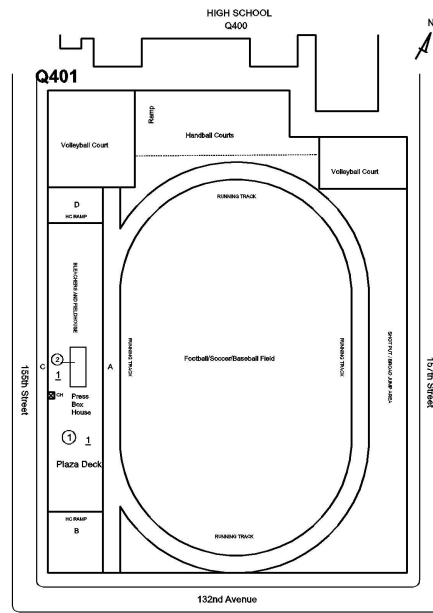 HIGH SCHOOL
Q400
N
Q401
Ramp
Handball Courts
Volleyball Court
Volleyball Court
RUNNING TRACK
D
HC RAMP
BLEACHERS AND FIELDHOUSE
RUNNING TRACK
Football/Soccer/Baseball Field
RUNNING TRACK
SHOT PUT / BROAD JUMP AREA
155th Street
157th Street
C
2
A
1
CH
Press
Box
House
1
1
Plaza Deck
HC RAMP
B
RUNNING TRACK
132nd Avenue